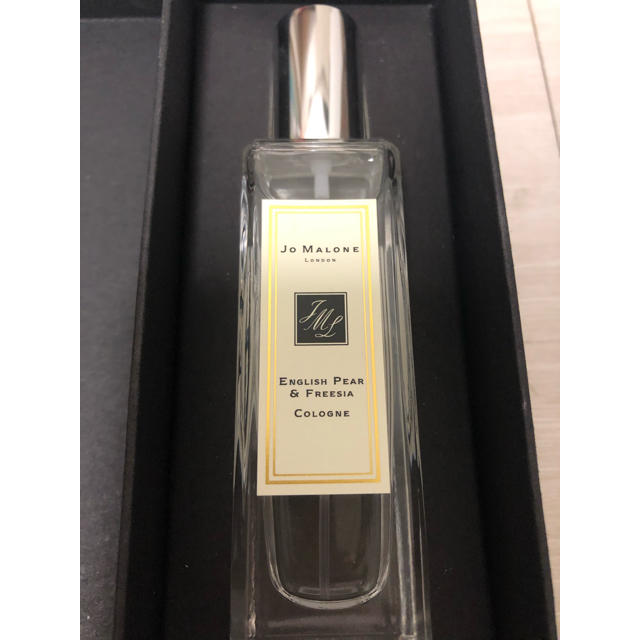 Jo Malone
London
JML
English Pear
& Freesia
Cologne